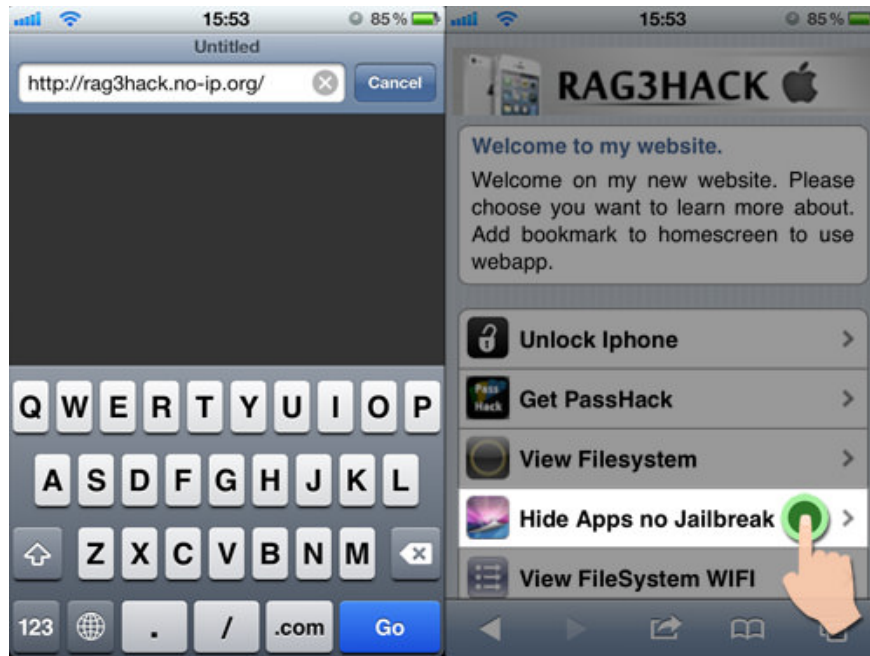 15:53
85%
Untitled
http://rag3hack.no-ip.org/
Cancel
Q W E R T Y U I O P
A S D F G H J K L
Z X C V B N M
123 . / .com Go
15:53
85%
RAG3HACK
Welcome to my website.
Welcome on my new website. Please
choose you want to learn more about.
Add bookmark to homescreen to use
webapp.
Unlock Iphone
Pass
Hack
Get PassHack
View Filesystem
Hide Apps no Jailbreak
View FileSystem WIFI